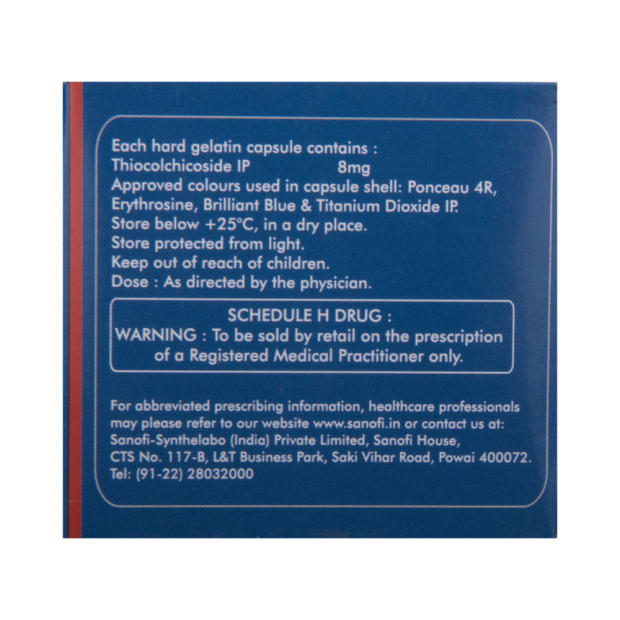 Each hard gelatin capsule contains :
Thiocolchicoside IP 8mg
Approved colours used in capsule shell: Ponceau 4R,
Erythrosine, Brilliant Blue & Titanium Dioxide IP.
Store below +25°C, in a dry place.
Store protected from light.
Keep out of reach of children.
Dose : As directed by the physician.
SCHEDULE H DRUG :
WARNING : To be sold by retail on the prescription
of a Registered Medical Practitioner only.
For abbreviated prescribing information, healthcare professionals
may please refer to our website www.sanofi.in or contact us at:
Sanofi-Synthelabo (India) Private Limited, Sanofi House,
CTS No. 117-B, L&T Business Park, Saki Vihar Road, Powai 400072.
Tel: (91-22) 28032000